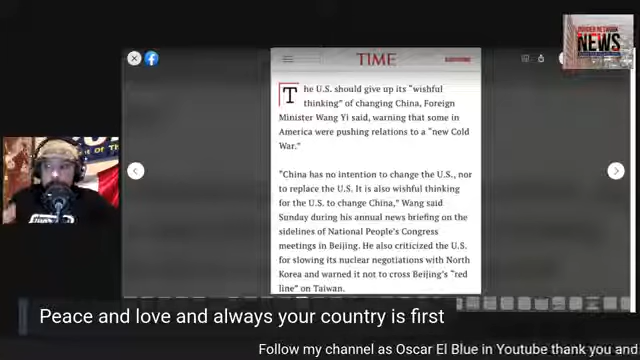 BORDER NETWORK
NEWS
TIME
The U.S. should give up its “wishful
thinking” of changing China, Foreign
Minister Wang Yi said, warning that some in
America were pushing relations to a “new Cold
War.”
“China has no intention to change the U.S., nor
to replace the U.S. It is also wishful thinking
for the U.S. to change China,” Wang said
Sunday during his annual news briefing on the
sidelines of National People’s Congress
meetings in Beijing. He also criticized the U.S.
for slowing its nuclear negotiations with North
Korea and warned it not to cross Beijing’s “red
line” on Taiwan.
Peace and love and always your country is first
Follow my channel as Oscar El Blue in Youtube thank you and